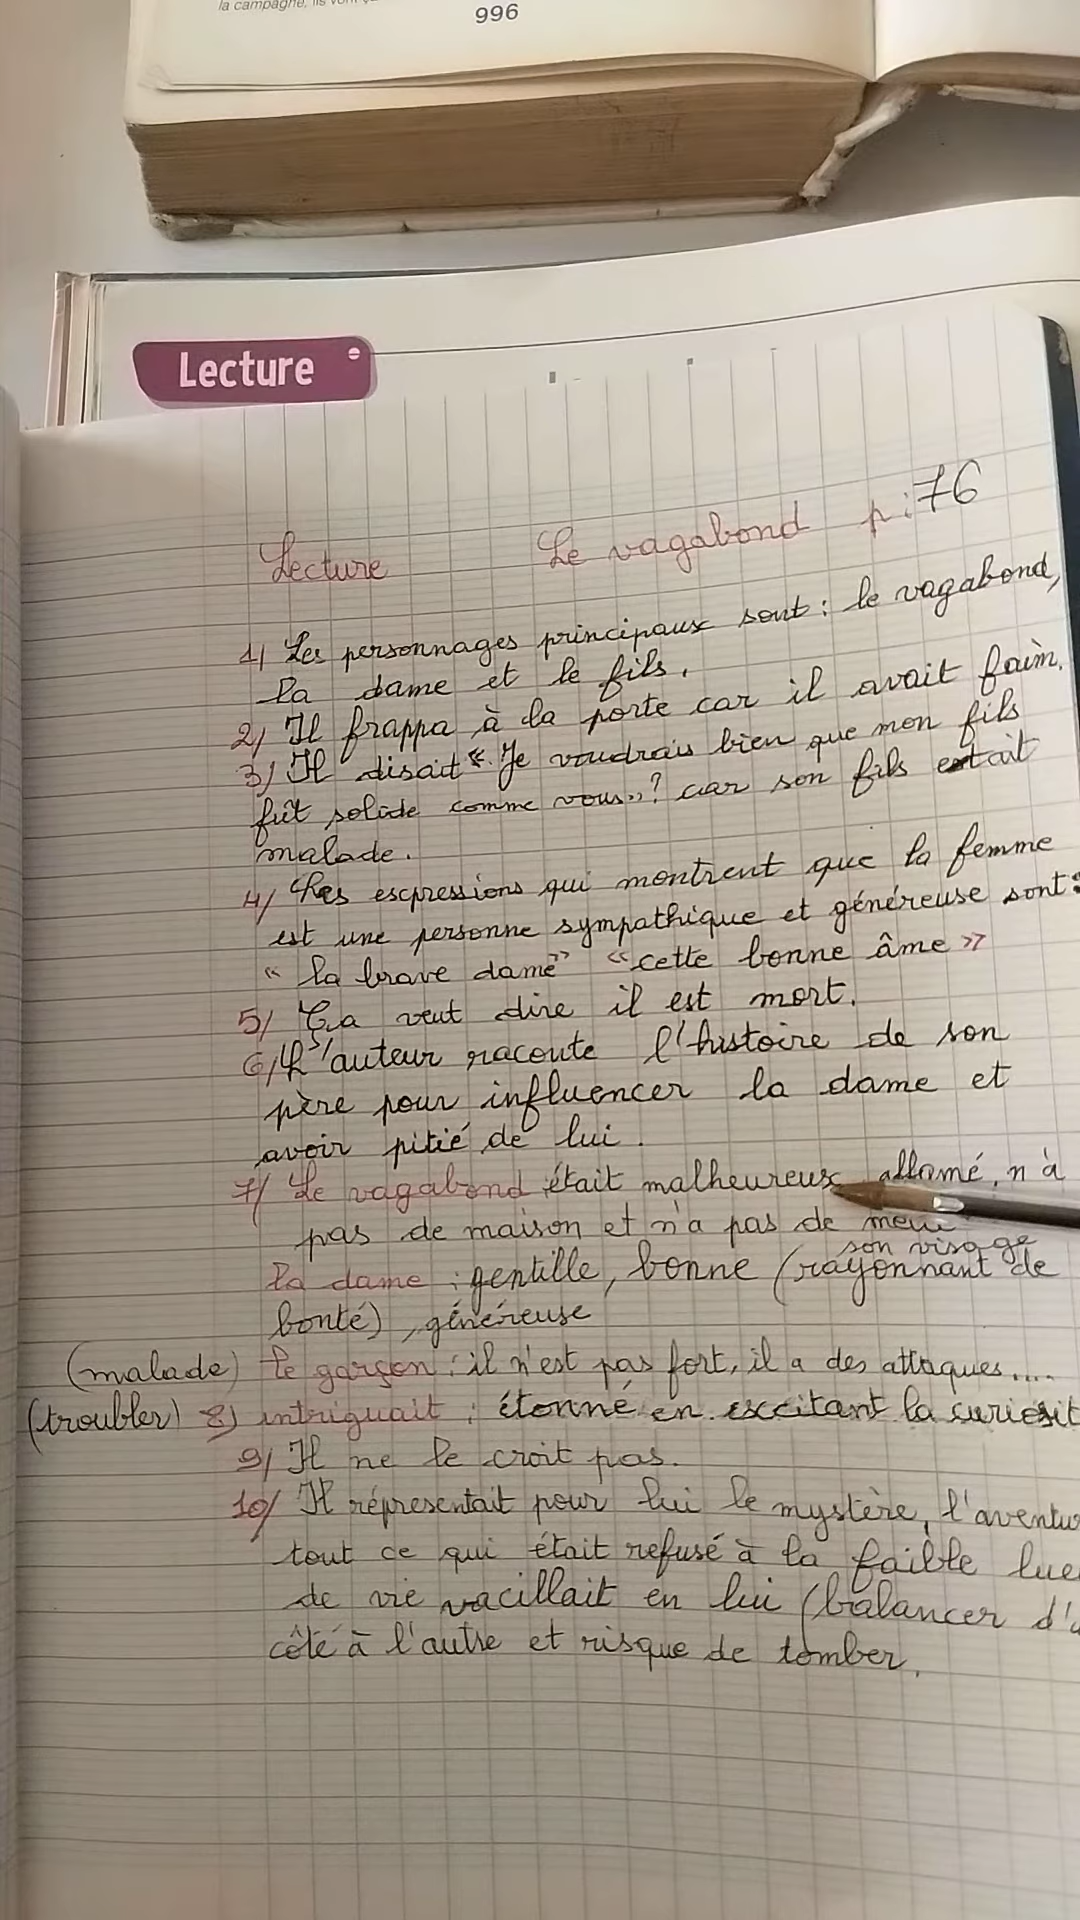 la campagne, ils vont
996
Lecture
Lecture Le vagabond p:76
1/ Les personnages principaux sont : le vagabond,
la dame et le fils.
2/ Il frappa à la porte car il avait faim.
3/ Il disait "Je voudrais bien que mon fils
fût solide comme vous..? car son fils était
malade.
4/ Les expressions qui montrent que la femme
est une personne sympathique et généreuse sont:
" la brave dame" "cette bonne âme"
5/ Ça veut dire il est mort.
6/ L'auteur raconte l'histoire de son
père pour influencer la dame et
avoir pitié de lui.
7/ Le vagabond était malheureux affamé, n'a
pas de maison et n'a pas de
son visage
la dame : gentille, bonne (rayonnant de
bonté), généreuse
(malade) le garçon : il n'est pas fort, il a des attaques....
(troubler) 8) intriguait : étonné en excitant la curiosit
9/ Il ne le croit pas.
10/ Il répresentait pour lui le mystère, l'aventu
tout ce qui était refusé à la faible lue
de vie vacillait en lui (balancer d'u
côté à l'autre et risque de tomber.